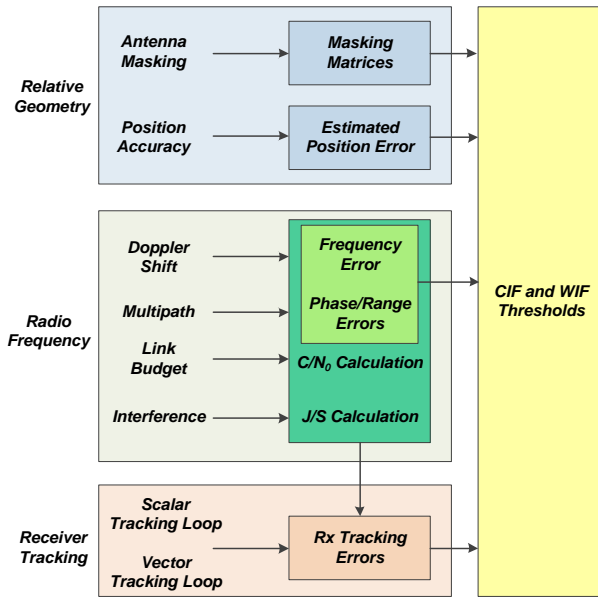 Relative
Geometry
Antenna
Masking
Masking
Matrices
Position
Accuracy
Estimated
Position Error
Radio
Frequency
Doppler
Shift
Frequency
Error
Multipath
Phase/Range
Errors
Link
Budget
C/N₀ Calculation
Interference
J/S Calculation
Receiver
Tracking
Scalar
Tracking Loop
Vector
Tracking Loop
Rx Tracking
Errors
CIF and WIF
Thresholds